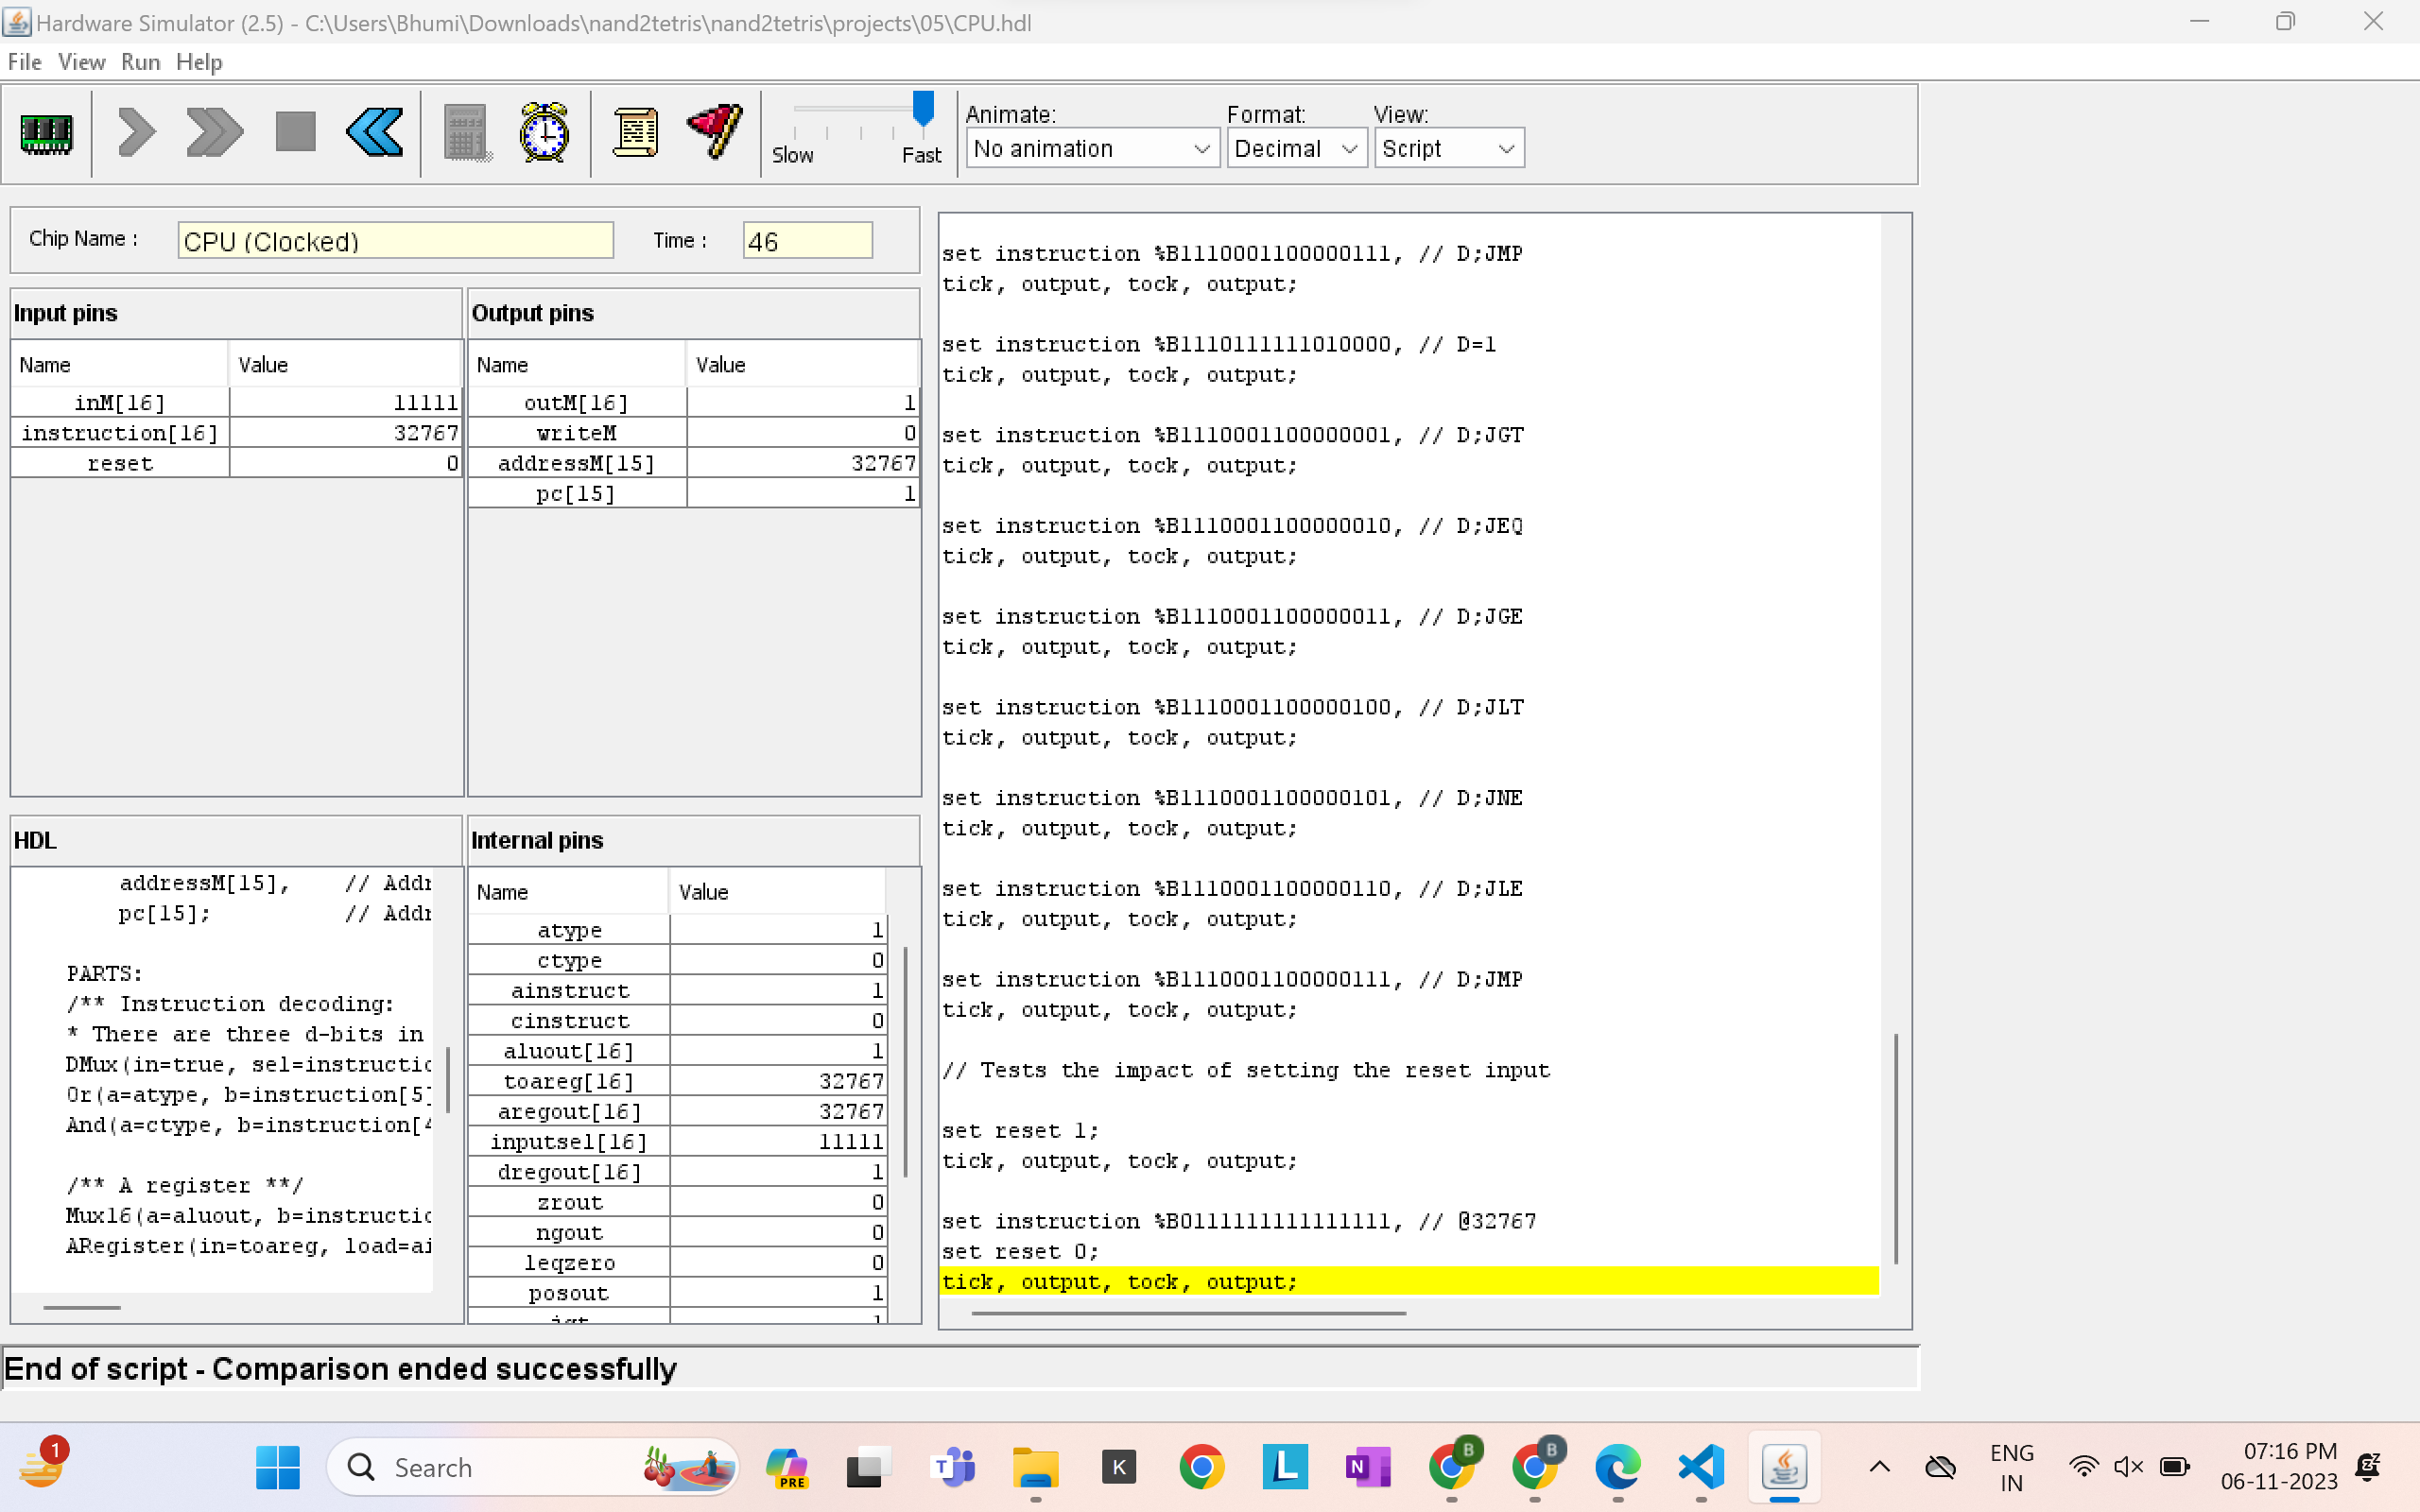 Hardware Simulator (2.5) - C:\Users\Bhumi\Downloads\nand2tetris\nand2tetris\projects\05\CPU.hdl
File View Run Help
Slow Fast
Animate: Format: View:
No animation Decimal Script
Chip Name : CPU (Clocked) Time : 46
Input pins
Name Value
inM[16] 11111
instruction[16] 32767
reset 0
Output pins
Name Value
outM[16] 1
writeM 0
addressM[15] 32767
pc[15] 1
HDL
addressM[15], // Addr
pc[15]; // Addr
PARTS:
/** Instruction decoding:
* There are three d-bits in
DMux(in=true, sel=instructic
Or(a=atype, b=instruction[5]
And(a=ctype, b=instruction[4
/** A register **/
Mux16(a=aluout, b=instructic
ARegister(in=toareg, load=ai
Internal pins
Name Value
atype 1
ctype 0
ainstruct 1
cinstruct 0
aluout[16] 1
toareg[16] 32767
aregout[16] 32767
inputsel[16] 11111
dregout[16] 1
zrout 0
ngout 0
leqzero 0
posout 1
jgt 1
set instruction %B1110001100000111, // D;JMP
tick, output, tock, output;
set instruction %B1110111111010000, // D=1
tick, output, tock, output;
set instruction %B1110001100000001, // D;JGT
tick, output, tock, output;
set instruction %B1110001100000010, // D;JEQ
tick, output, tock, output;
set instruction %B1110001100000011, // D;JGE
tick, output, tock, output;
set instruction %B1110001100000100, // D;JLT
tick, output, tock, output;
set instruction %B1110001100000101, // D;JNE
tick, output, tock, output;
set instruction %B1110001100000110, // D;JLE
tick, output, tock, output;
set instruction %B1110001100000111, // D;JMP
tick, output, tock, output;
// Tests the impact of setting the reset input
set reset 1;
tick, output, tock, output;
set instruction %B0111111111111111, // @32767
set reset 0;
tick, output, tock, output;
End of script - Comparison ended successfully
1
Search
PRE
T
K
L
N
B
B
ENG
IN
07:16 PM
06-11-2023